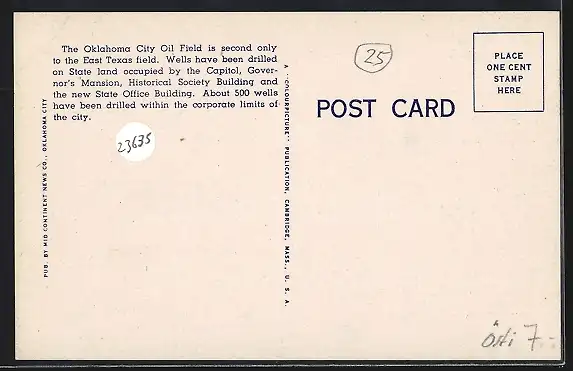 The Oklahoma City Oil Field is second only
to the East Texas field. Wells have been drilled
on State land occupied by the Capitol, Gover-
nor's Mansion, Historical Society Building and
the new State Office Building. About 500 wells
have been drilled within the corporate limits of
the city.
23635
PUB. BY MID CONTINENT NEWS CO., OKLAHOMA CITY
A "COLOURPICTURE" PUBLICATION, CAMBRIDGE, MASS., U. S. A.
25
POST CARD
PLACE
ONE CENT
STAMP
HERE
7.-